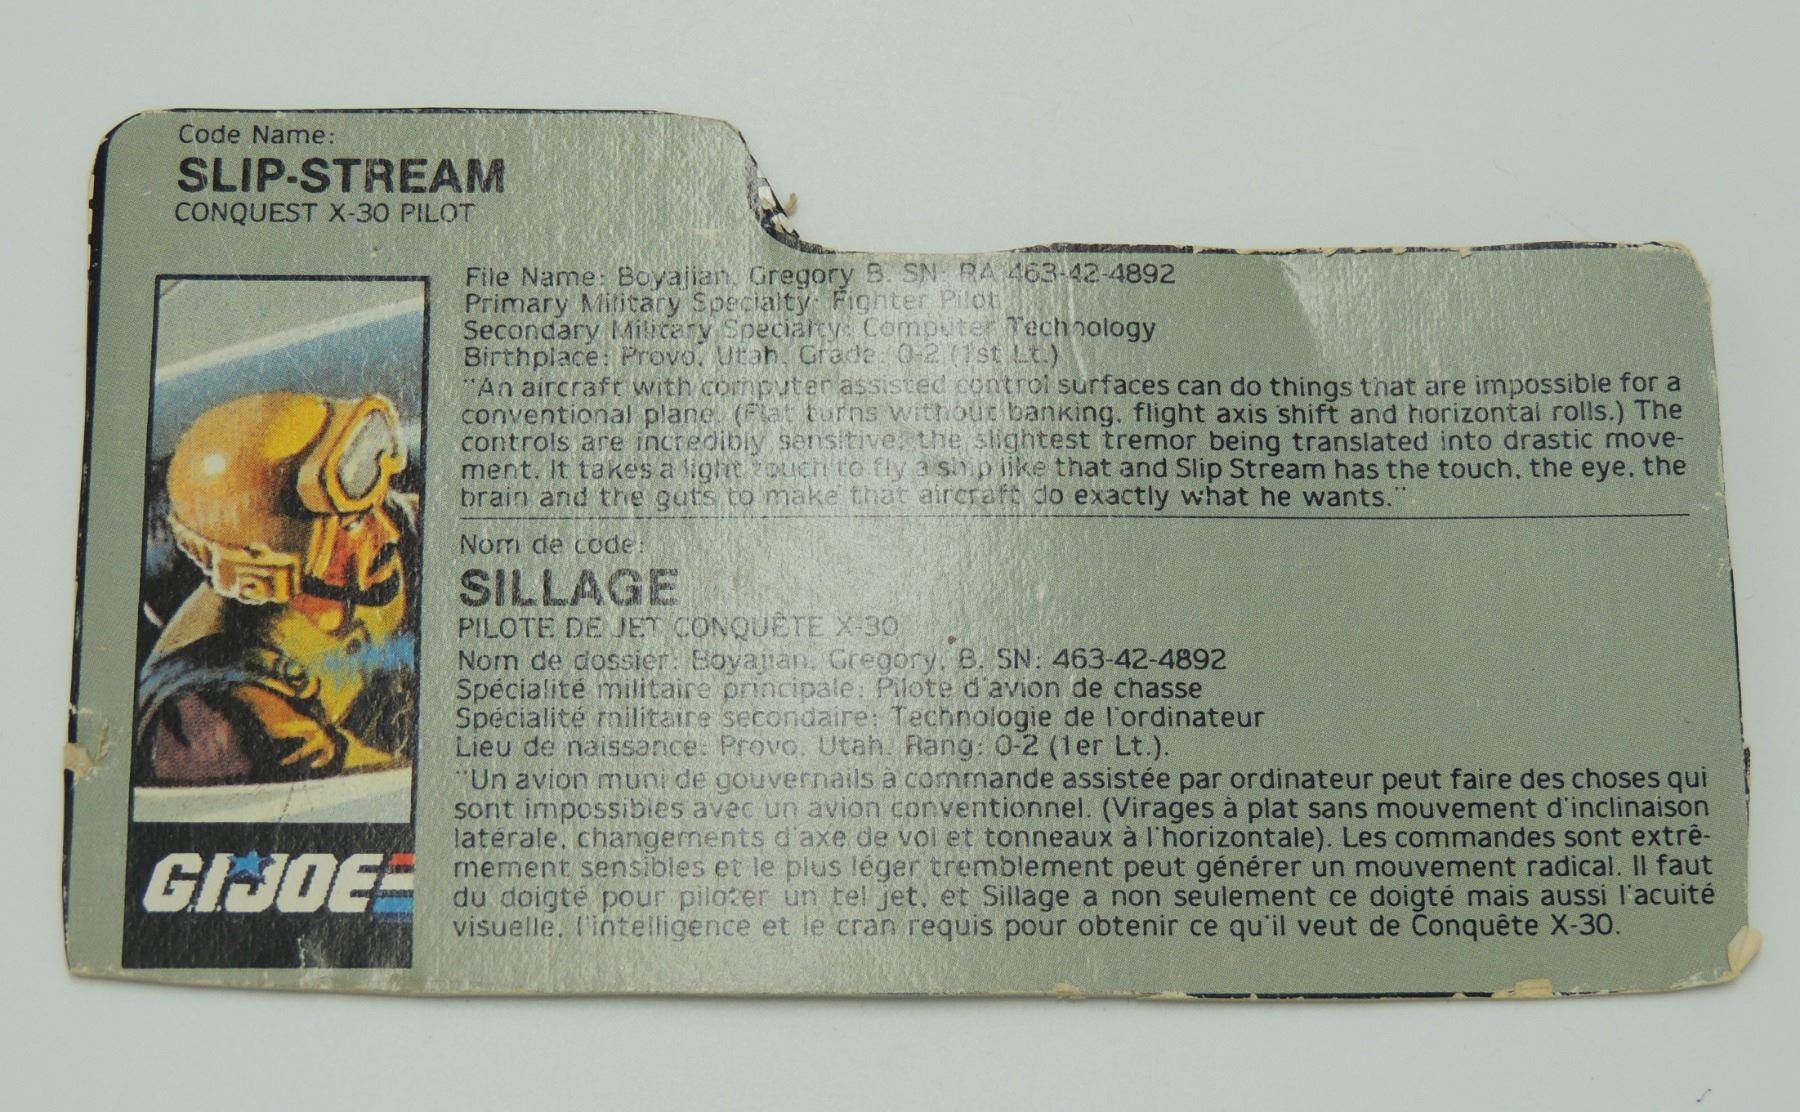 Code Name:
SLIP-STREAM
CONQUEST X-30 PILOT
File Name: Boyajian, Gregory B. SN: RA 463-42-4892
Primary Military Specialty: Fighter Pilot
Secondary Military Specialty: Computer Technology
Birthplace: Provo, Utah. Grade: O-2 (1st Lt.)
"An aircraft with computer assisted control surfaces can do things that are impossible for a
conventional plane. (Flat turns without banking, flight axis shift and horizontal rolls.) The
controls are incredibly sensitive, the slightest tremor being translated into drastic move-
ment. It takes a light touch to fly a ship like that and Slip Stream has the touch, the eye, the
brain and the guts to make that aircraft do exactly what he wants."
Nom de code:
SILLAGE
PILOTE DE JET CONQUÊTE X-30
Nom de dossier: Boyajian, Gregory, B. SN: 463-42-4892
Spécialité militaire principale: Pilote d'avion de chasse
Spécialité militaire secondaire: Technologie de l'ordinateur
Lieu de naissance: Provo, Utah. Rang: O-2 (1er Lt.).
"Un avion muni de gouvernails à commande assistée par ordinateur peut faire des choses qui
sont impossibles avec un avion conventionnel. (Virages à plat sans mouvement d'inclinaison
latérale, changements d'axe de vol et tonneaux à l'horizontale). Les commandes sont extrê-
mement sensibles et le plus léger tremblement peut générer un mouvement radical. Il faut
du doigté pour piloter un tel jet, et Sillage a non seulement ce doigté mais aussi l'acuité
visuelle, l'intelligence et le cran requis pour obtenir ce qu'il veut de Conquête X-30.
G.I.JOE